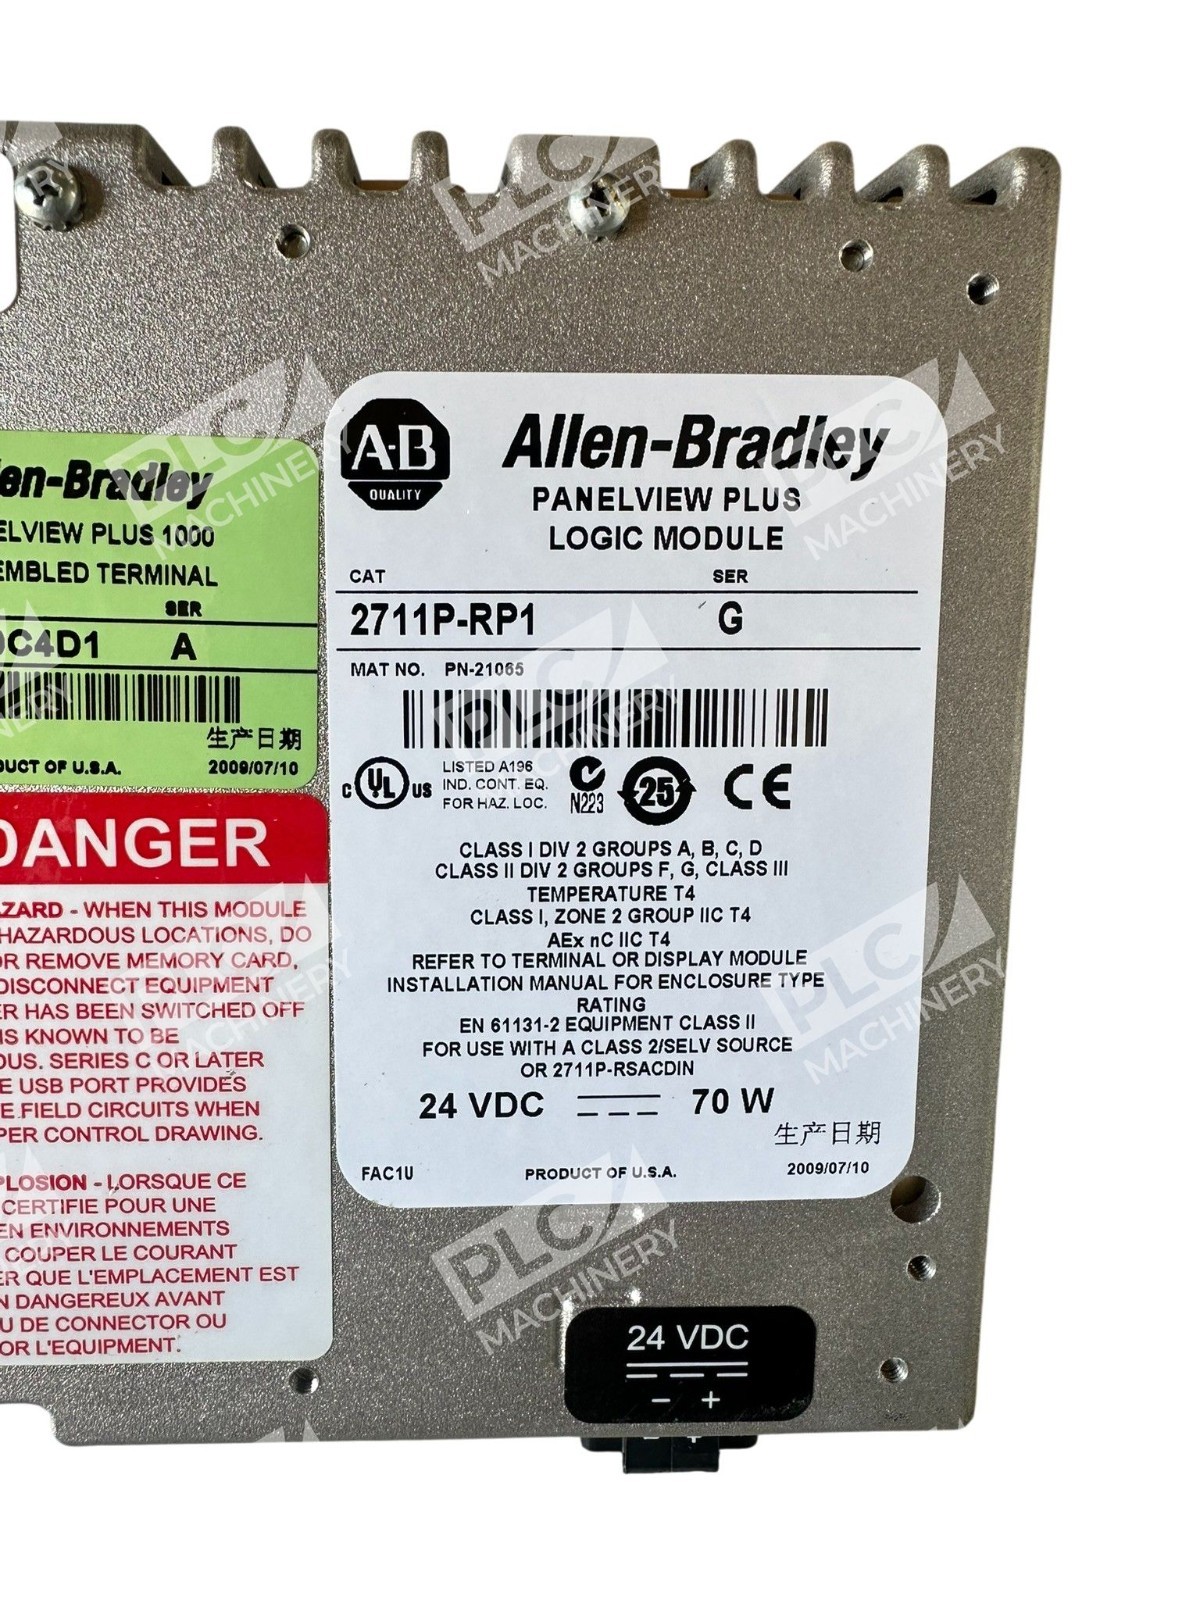 Allen-Bradley
PANELVIEW PLUS
LOGIC MODULE
A-B
QUALITY
CAT SER
2711P-RP1 G
MAT NO. PN-21065
c UL US
LISTED A196
IND. CONT. EQ.
FOR HAZ. LOC.
N223
25
CE
CLASS I DIV 2 GROUPS A, B, C, D
CLASS II DIV 2 GROUPS F, G, CLASS III
TEMPERATURE T4
CLASS I, ZONE 2 GROUP IIC T4
AEx nC IIC T4
REFER TO TERMINAL OR DISPLAY MODULE
INSTALLATION MANUAL FOR ENCLOSURE TYPE
RATING
EN 61131-2 EQUIPMENT CLASS II
FOR USE WITH A CLASS 2/SELV SOURCE
OR 2711P-RSACDIN
24 VDC 70 W
生产日期
FAC1U PRODUCT OF U.S.A. 2009/07/10
en-Bradley
ELVIEW PLUS 1000
EMBLED TERMINAL
SER
0C4D1 A
生产日期
DUCT OF U.S.A. 2009/07/10
DANGER
ZARD - WHEN THIS MODULE
HAZARDOUS LOCATIONS, DO
OR REMOVE MEMORY CARD,
DISCONNECT EQUIPMENT
ER HAS BEEN SWITCHED OFF
IS KNOWN TO BE
OUS. SERIES C OR LATER
E USB PORT PROVIDES
E FIELD CIRCUITS WHEN
PER CONTROL DRAWING.
PLOSION - LORSQUE CE
CERTIFIE POUR UNE
EN ENVIRONNEMENTS
COUPER LE COURANT
ER QUE L'EMPLACEMENT EST
N DANGEREUX AVANT
U DE CONNECTOR OU
OR L'EQUIPMENT.
24 VDC
- +
- +
PLC MACHINERY